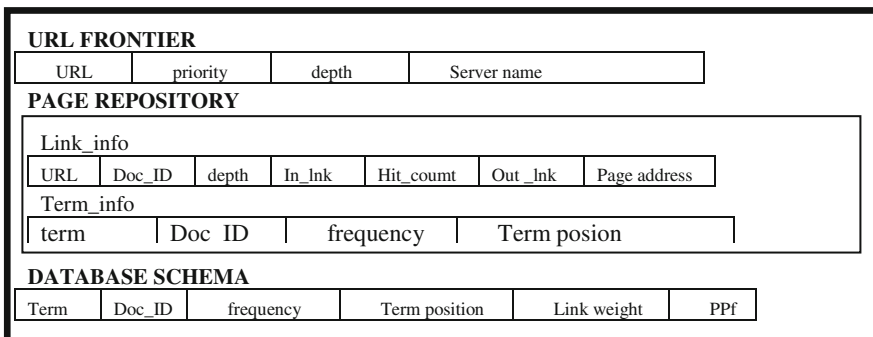 URL FRONTIER
URL priority depth Server name
PAGE REPOSITORY
Link_info
URL Doc_ID depth In_lnk Hit_coumt Out _lnk Page address
Term_info
term Doc ID frequency Term posion
DATABASE SCHEMA
Term Doc_ID frequency Term position Link weight PPf